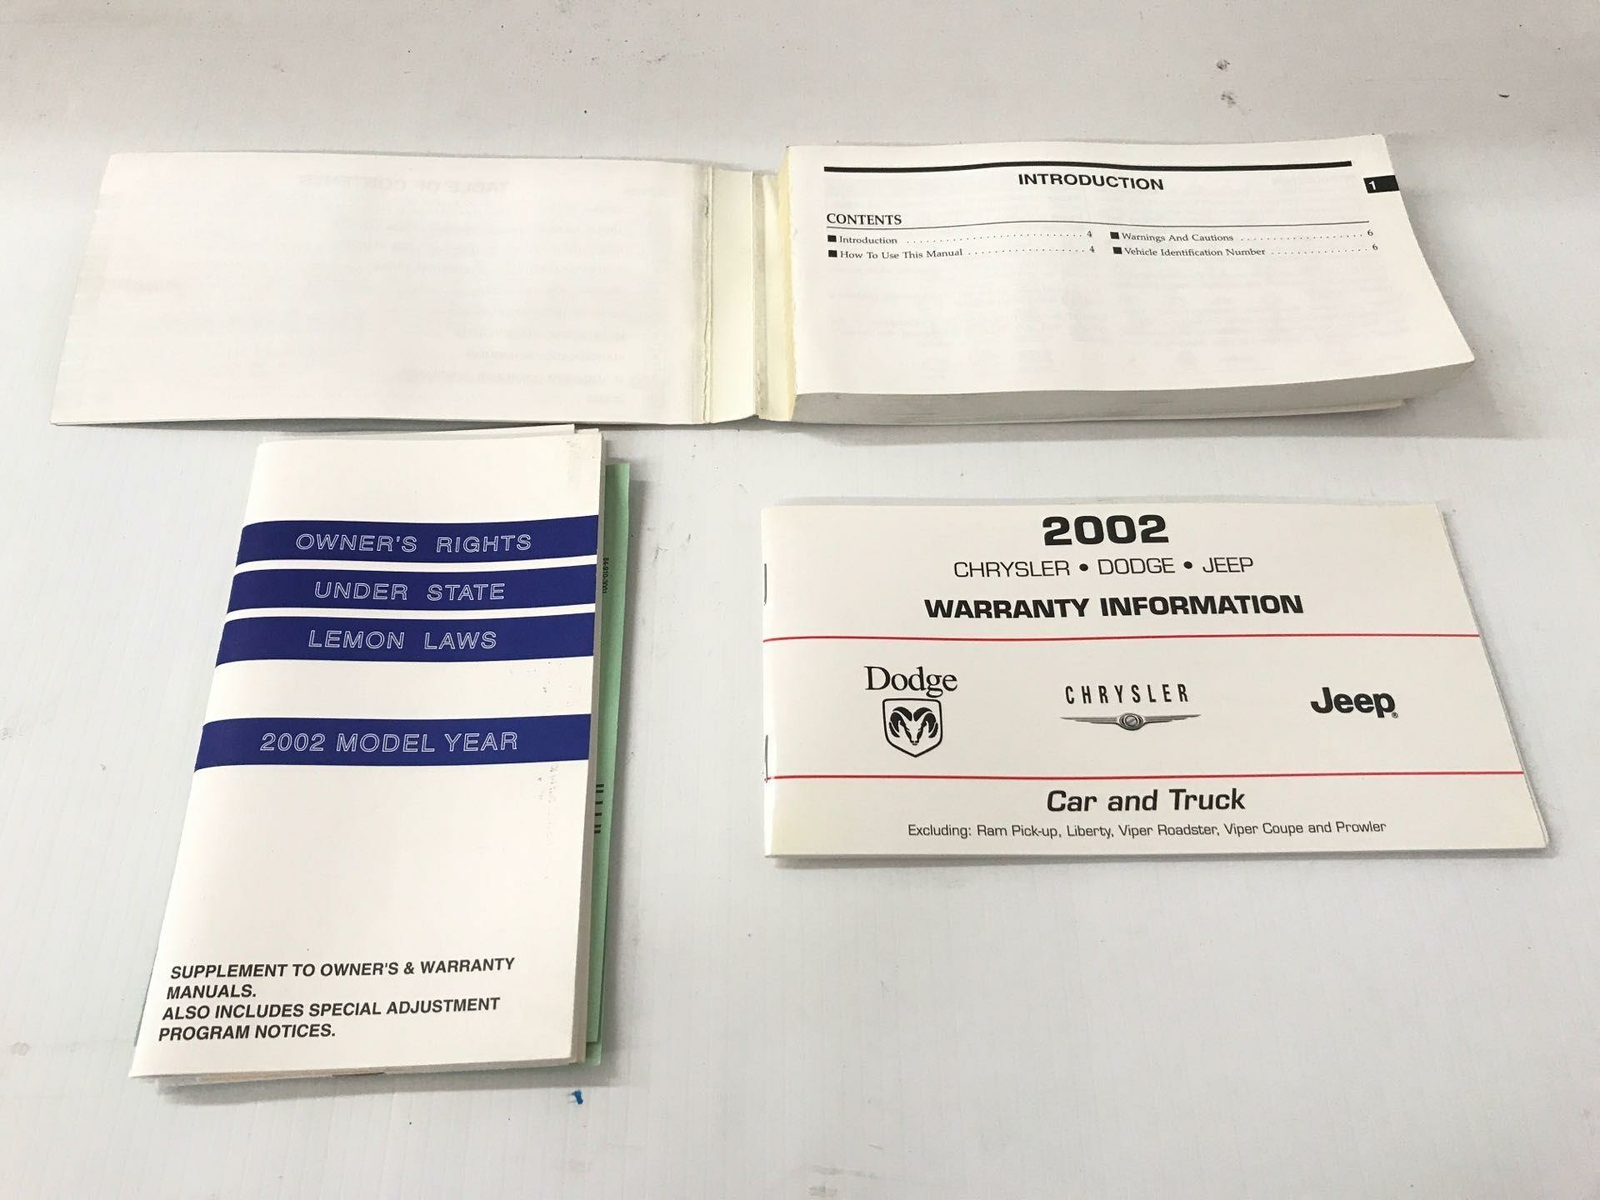 INTRODUCTION
1
CONTENTS
Introduction . . . . . . . . . . . . . . . . . . . . . . . . . . . . 4
How To Use This Manual . . . . . . . . . . . . . . . . . . 4
Warnings And Cautions . . . . . . . . . . . . . . . . . . . 6
Vehicle Identification Number . . . . . . . . . . . . . . . 6
OWNER'S RIGHTS
UNDER STATE
LEMON LAWS
2002 MODEL YEAR
SUPPLEMENT TO OWNER'S & WARRANTY
MANUALS.
ALSO INCLUDES SPECIAL ADJUSTMENT
PROGRAM NOTICES.
2002
CHRYSLER • DODGE • JEEP
WARRANTY INFORMATION
Dodge
CHRYSLER
Jeep®
Car and Truck
Excluding: Ram Pick-up, Liberty, Viper Roadster, Viper Coupe and Prowler